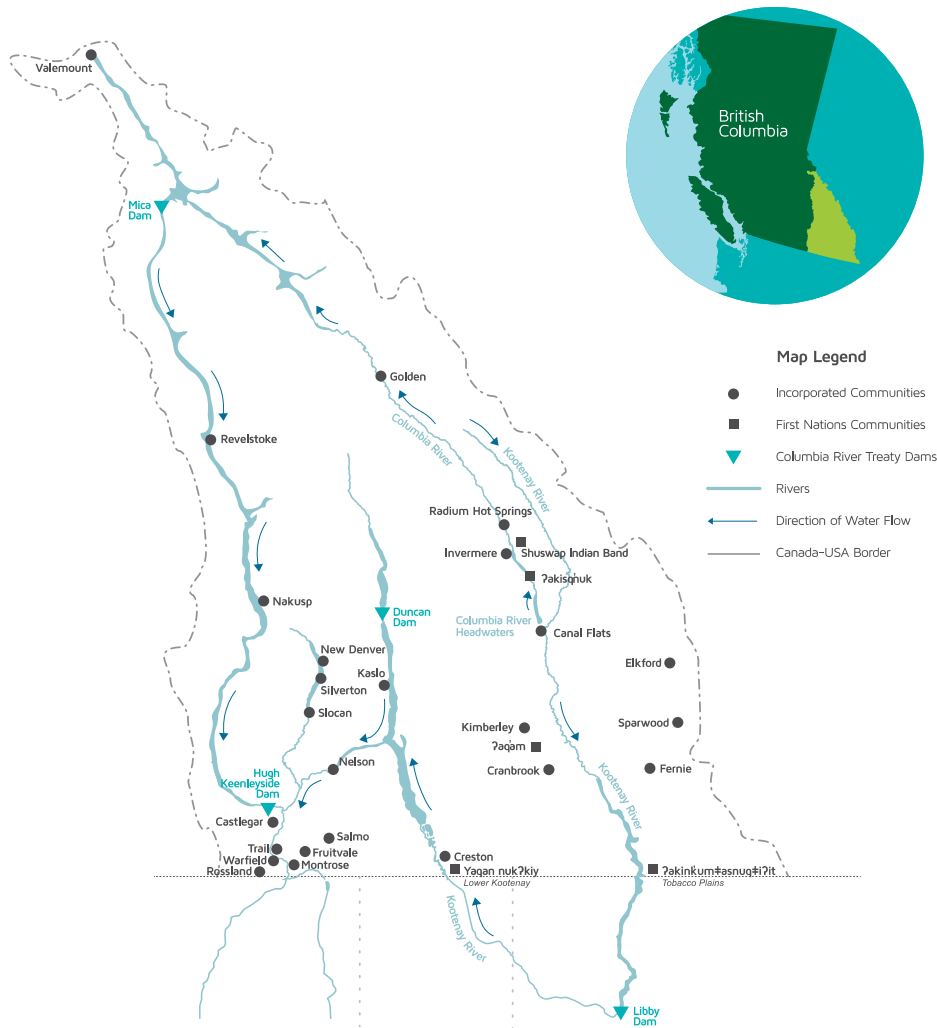 Valemount
British
Columbia
Mica
Dam
Map Legend
Golden
Incorporated Communities
First Nations Communities
Columbia River
Revelstoke
Kootenay River
Columbia River Treaty Dams
Rivers
Radium Hot Springs
Direction of Water Flow
Invermere
Shuswap Indian Band
Canada-USA Border
ʔakisq̓nuk
Nakusp
Duncan
Dam
Columbia River
Headwaters
Canal Flats
New Denver
Kaslo
Elkford
Silverton
Slocan
Kimberley
Sparwood
ʔaq̓am
Nelson
Cranbrook
Fernie
Hugh
Keenleyside
Dam
Kootenay River
Castlegar
Salmo
Trail
Fruitvale
Warfield
Montrose
Rossland
Creston
Yaqan nukʔkiy
Lower Kootenay
ʔakink̓umǂasnuqǂiʔit
Tobacco Plains
Kootenay River
Libby
Dam